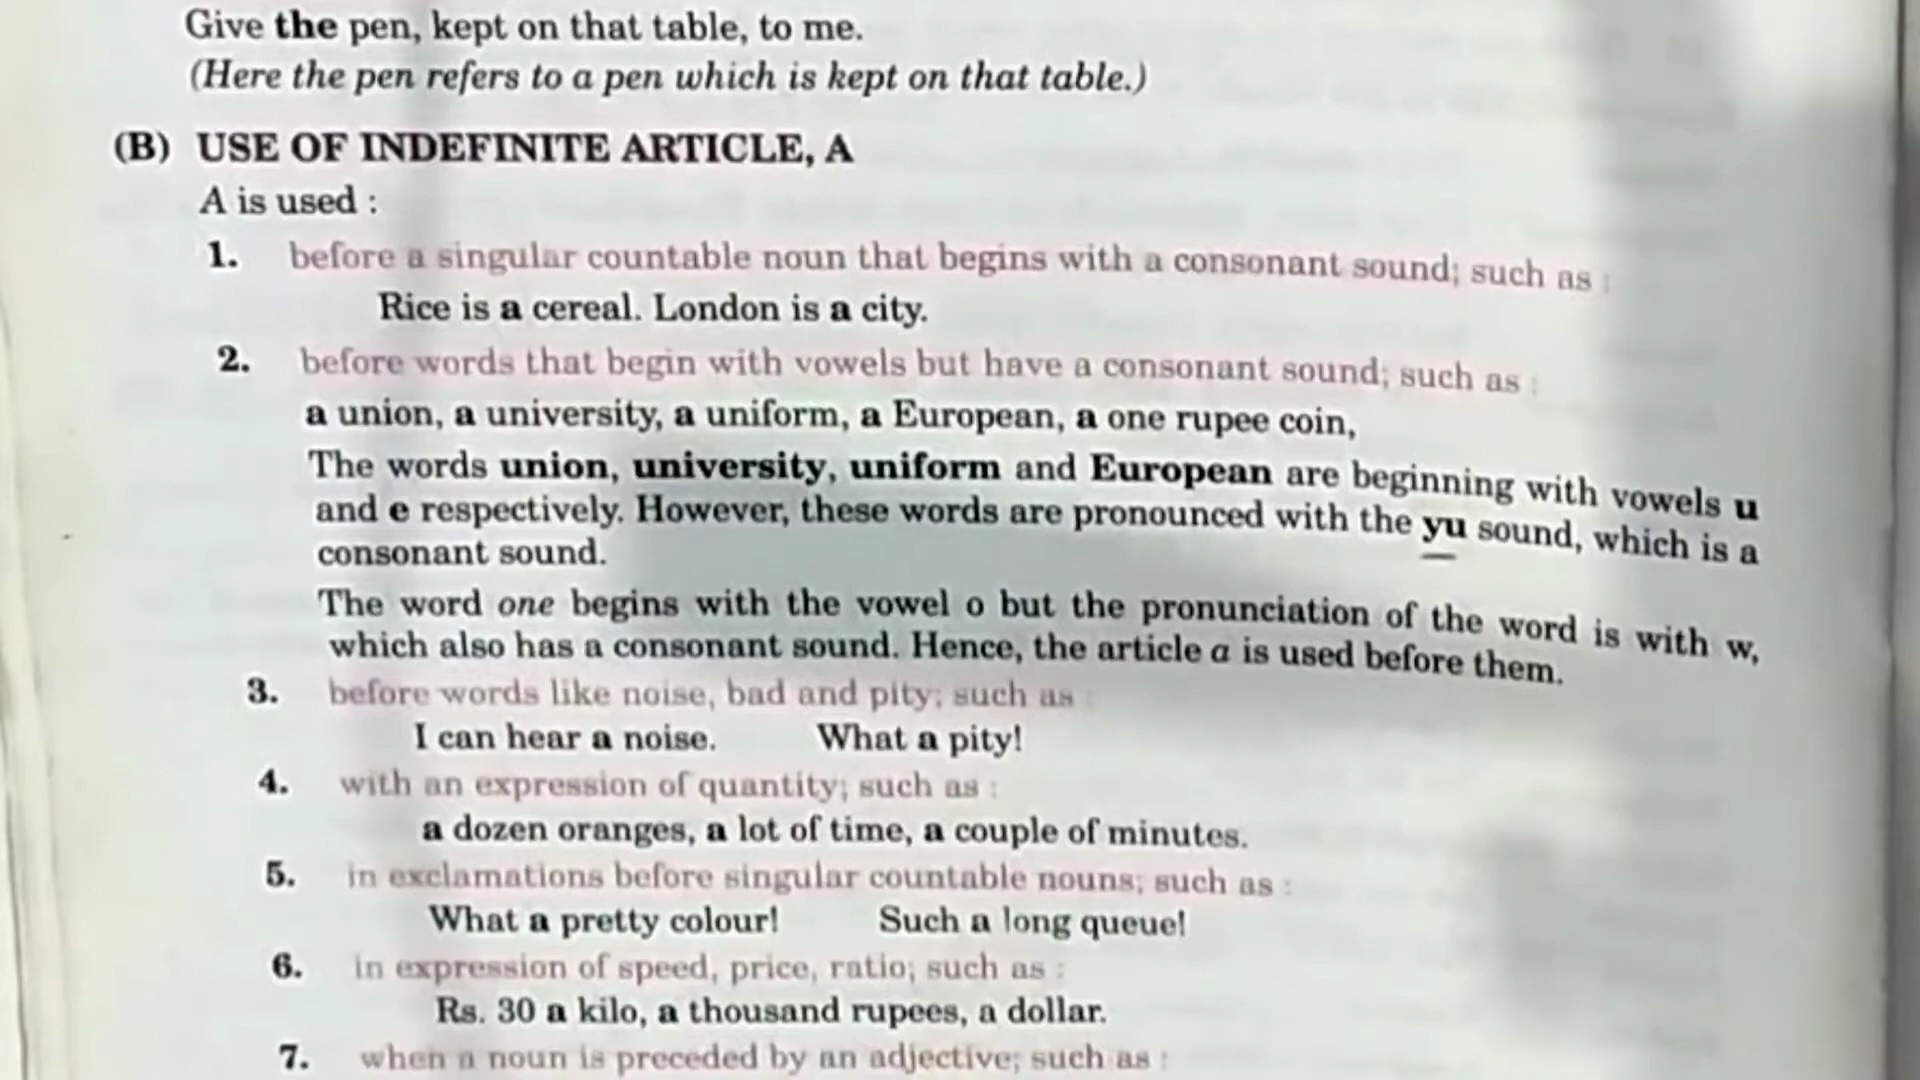 Give the pen, kept on that table, to me.
(Here the pen refers to a pen which is kept on that table.)
(B) USE OF INDEFINITE ARTICLE, A
A is used :
1. before a singular countable noun that begins with a consonant sound; such as :
Rice is a cereal. London is a city.
2. before words that begin with vowels but have a consonant sound; such as :
a union, a university, a uniform, a European, a one rupee coin,
The words union, university, uniform and European are beginning with vowels u
and e respectively. However, these words are pronounced with the yu sound, which is a
consonant sound.
The word one begins with the vowel o but the pronunciation of the word is with w,
which also has a consonant sound. Hence, the article a is used before them.
3. before words like noise, bad and pity; such as :
I can hear a noise. What a pity!
4. with an expression of quantity; such as :
a dozen oranges, a lot of time, a couple of minutes.
5. in exclamations before singular countable nouns; such as :
What a pretty colour! Such a long queue!
6. in expression of speed, price, ratio; such as :
Rs. 30 a kilo, a thousand rupees, a dollar.
7. when a noun is preceded by an adjective; such as :